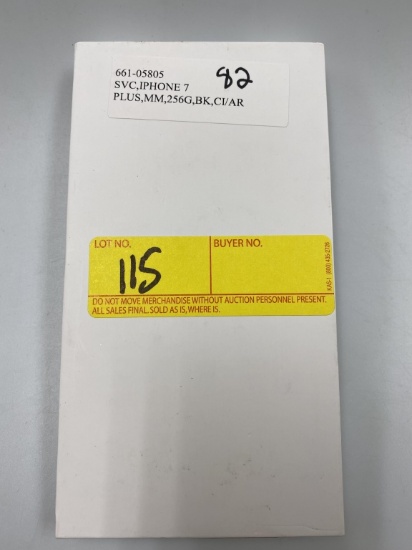 661-05805
82
SVC,IPHONE 7
PLUS,MM,256G,BK,CI/AR
LOT NO.
BUYER NO.
115
DO NOT MOVE MERCHANDISE WITHOUT AUCTION PERSONNEL PRESENT.
ALL SALES FINAL. SOLD AS IS, WHERE IS.